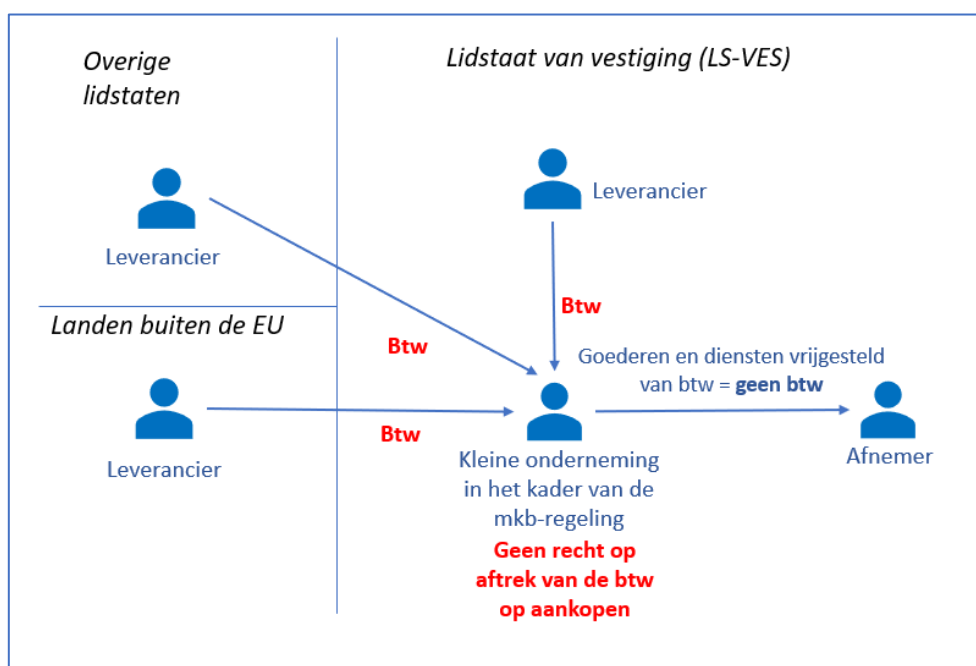 Overige
lidstaten
Lidstaat van vestiging (LS-VES)
Leverancier
Leverancier
Landen buiten de EU
Btw
Btw
Goederen en diensten vrijgesteld
van btw = geen btw
Leverancier
Btw
Kleine onderneming
in het kader van de
mkb-regeling
Geen recht op
aftrek van de btw
op aankopen
Afnemer